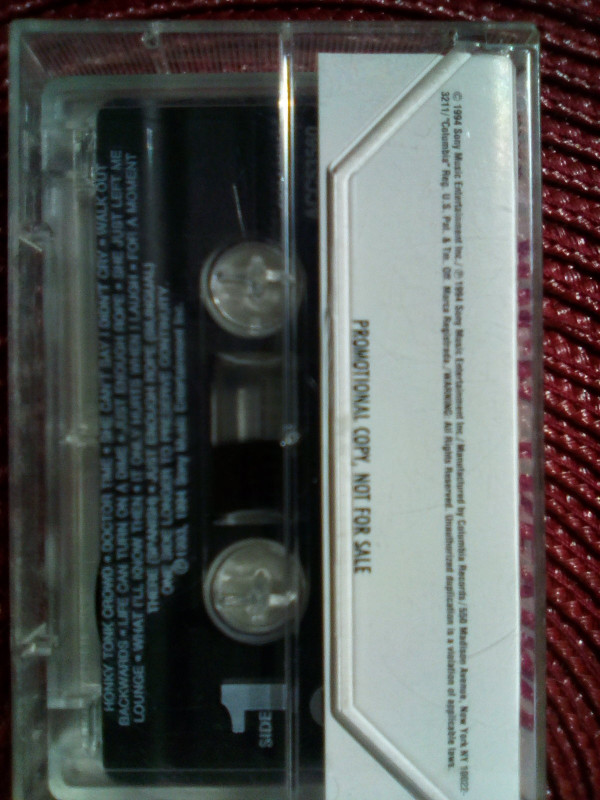 © 1994 Sony Music Entertainment Inc./ ℗ 1994 Sony Music Entertainment Inc./ Manufactured by Columbia Records/550 Madison Avenue, New York NY 10022-
3211/"Columbia" Reg. U.S. Pat. & Tm. Off. Marca Registrada./WARNING: All Rights Reserved. Unauthorized duplication is a violation of applicable laws.
PROMOTIONAL COPY, NOT FOR SALE
SIDE 1
HONKY TONK CROWD • DOCTOR TIME • SHE CAN'T SAY I DIDN'T CRY • WALK OUT
BACKWARDS • LIFE CAN TURN ON A DIME • JUST ENOUGH ROPE • SHE JUST LEFT ME
LOUNGE • WHAT I'LL KNOW THEN • IT ONLY HURTS WHEN I LAUGH • FOR A MOMENT
THERE (SPANISH) • JUST ENOUGH ROPE (BILINGUAL)
ONE SIDE LONGER TO PRESERVE CONTINUITY
℗ 1993, 1994 Sony Music Entertainment Inc.